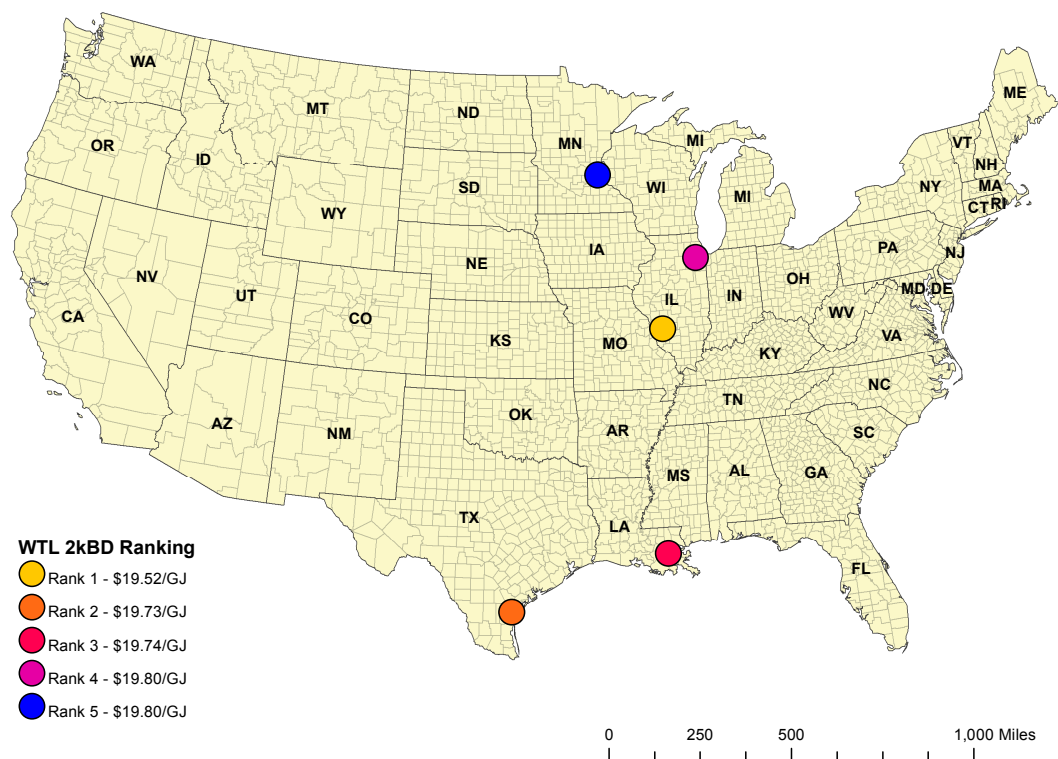 WA
MT
ND
MN
MI
ME
OR
ID
SD
WI
MI
VT
NH
NY
MA
CT
RI
WY
IA
NE
PA
NJ
NV
UT
CO
IL
IN
OH
MD
DE
CA
KS
MO
WV
VA
KY
NC
TN
AZ
NM
OK
AR
SC
MS
AL
GA
TX
LA
FL
WTL 2kBD Ranking
Rank 1 - $19.52/GJ
Rank 2 - $19.73/GJ
Rank 3 - $19.74/GJ
Rank 4 - $19.80/GJ
Rank 5 - $19.80/GJ
0 250 500 1,000 Miles